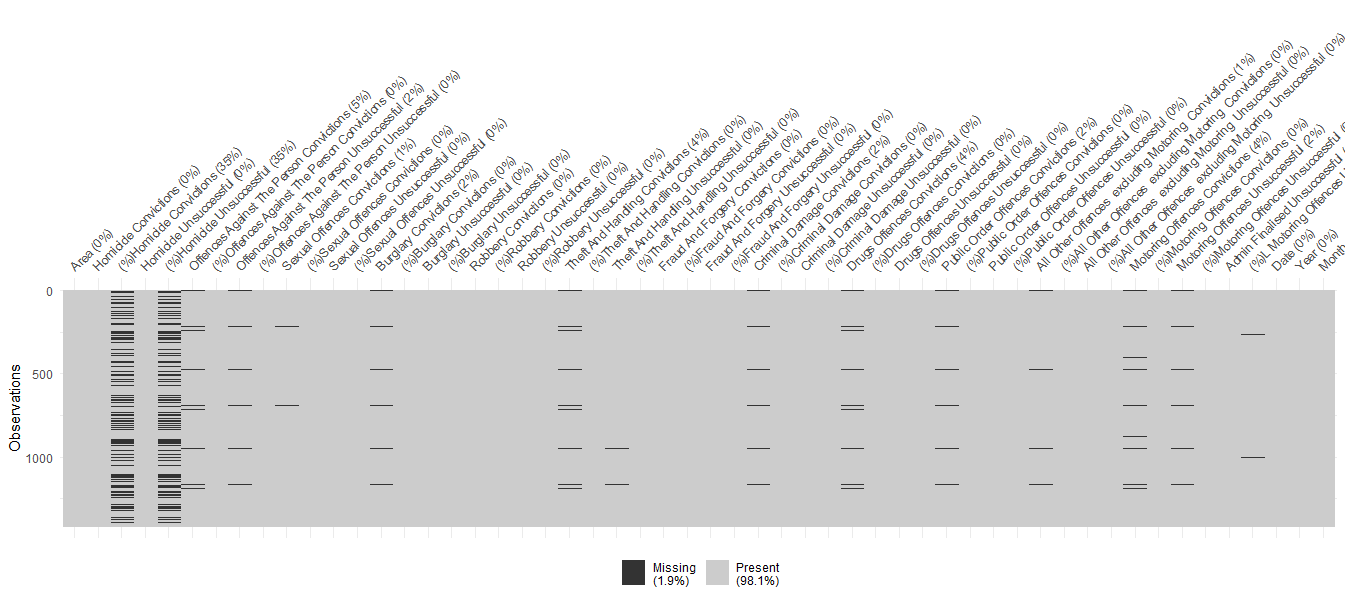 Area (0%)
Homicide Convictions (0%)
(%)Homicide Convictions (35%)
Homicide Unsuccessful (0%)
(%)Homicide Unsuccessful (35%)
Offences Against The Person Convictions (5%)
(%)Offences Against The Person Convictions (0%)
Offences Against The Person Unsuccessful (2%)
(%)Offences Against The Person Unsuccessful (0%)
Sexual Offences Convictions (1%)
(%)Sexual Offences Convictions (0%)
Sexual Offences Unsuccessful (0%)
(%)Sexual Offences Unsuccessful (0%)
Burglary Convictions (2%)
(%)Burglary Convictions (0%)
Burglary Unsuccessful (0%)
(%)Burglary Unsuccessful (0%)
Robbery Convictions (0%)
(%)Robbery Convictions (0%)
Robbery Unsuccessful (0%)
(%)Robbery Unsuccessful (0%)
Theft And Handling Convictions (4%)
(%)Theft And Handling Convictions (0%)
Theft And Handling Unsuccessful (0%)
(%)Theft And Handling Unsuccessful (0%)
Fraud And Forgery Convictions (0%)
(%)Fraud And Forgery Convictions (0%)
Fraud And Forgery Unsuccessful (0%)
(%)Fraud And Forgery Unsuccessful (0%)
Criminal Damage Convictions (2%)
(%)Criminal Damage Convictions (0%)
Criminal Damage Unsuccessful (0%)
(%)Criminal Damage Unsuccessful (0%)
Drugs Offences Convictions (4%)
(%)Drugs Offences Convictions (0%)
Drugs Offences Unsuccessful (0%)
(%)Drugs Offences Unsuccessful (0%)
Public Order Offences Convictions (2%)
(%)Public Order Offences Convictions (0%)
Public Order Offences Unsuccessful (0%)
(%)Public Order Offences Unsuccessful (0%)
All Other Offences excluding Motoring Convictions (1%)
(%)All Other Offences excluding Motoring Convictions (0%)
All Other Offences excluding Motoring Unsuccessful (0%)
(%)All Other Offences excluding Motoring Unsuccessful (0%)
Motoring Offences Convictions (4%)
(%)Motoring Offences Convictions (0%)
Motoring Offences Unsuccessful (2%)
(%)Motoring Offences Unsuccessful
Admin Finalised Unsuccessful
(%)L Motoring Offences
Date (0%)
Year (0%)
Month
0
500
1000
Observations
Missing
(1.9%)
Present
(98.1%)